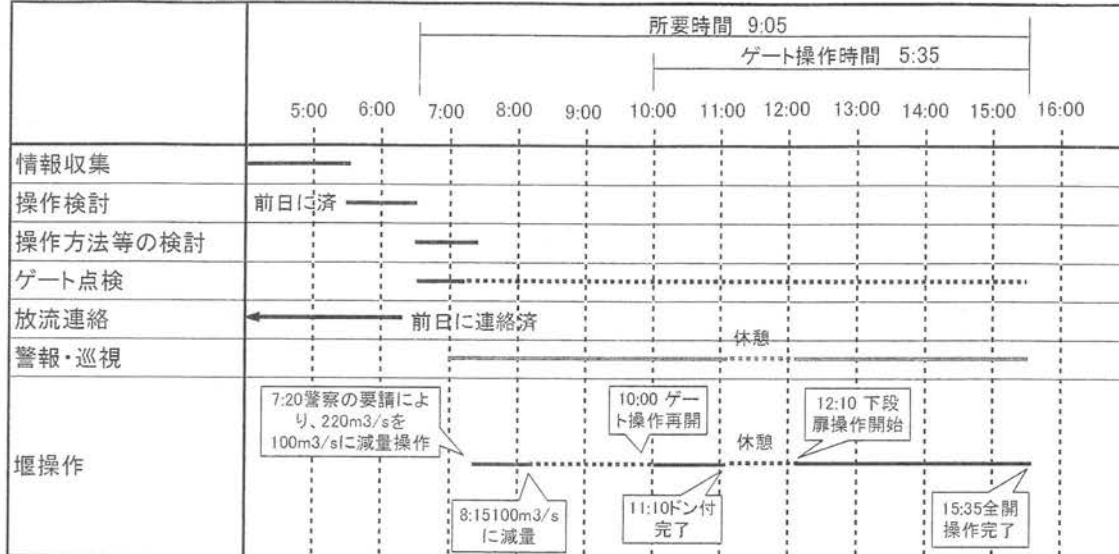 所要時間 9:05
ゲート操作時間 5:35
5:00 6:00 7:00 8:00 9:00 10:00 11:00 12:00 13:00 14:00 15:00 16:00
情報収集
操作検討 前日に済
操作方法等の検討
ゲート点検
放流連絡 前日に連絡済
警報・巡視 休憩
堰操作
7:20警察の要請によ
り、220m3/sを
100m3/sに減量操作
8:15100m3/s
に減量
10:00 ゲー
ト操作再開
11:10ドン付
完了
休憩
12:10 下段
扉操作開始
15:35全開
操作完了